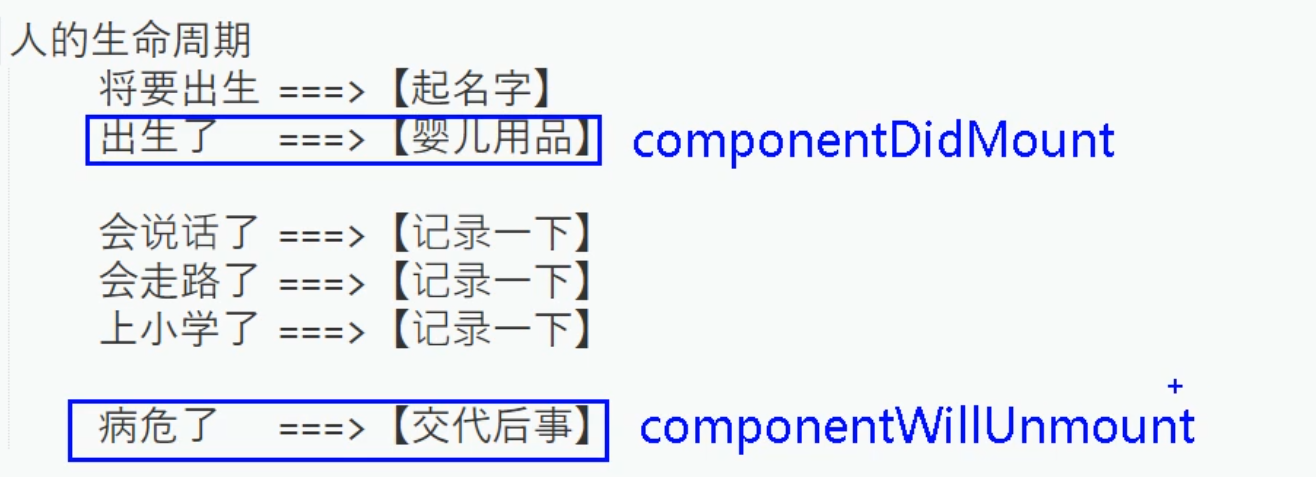 人的生命周期
将要出生 ===> 【起名字】
出生了 ===> 【婴儿用品】 componentDidMount
会说话了 ===> 【记录一下】
会走路了 ===> 【记录一下】
上小学了 ===> 【记录一下】
病危了 ===> 【交代后事】 componentWillUnmount